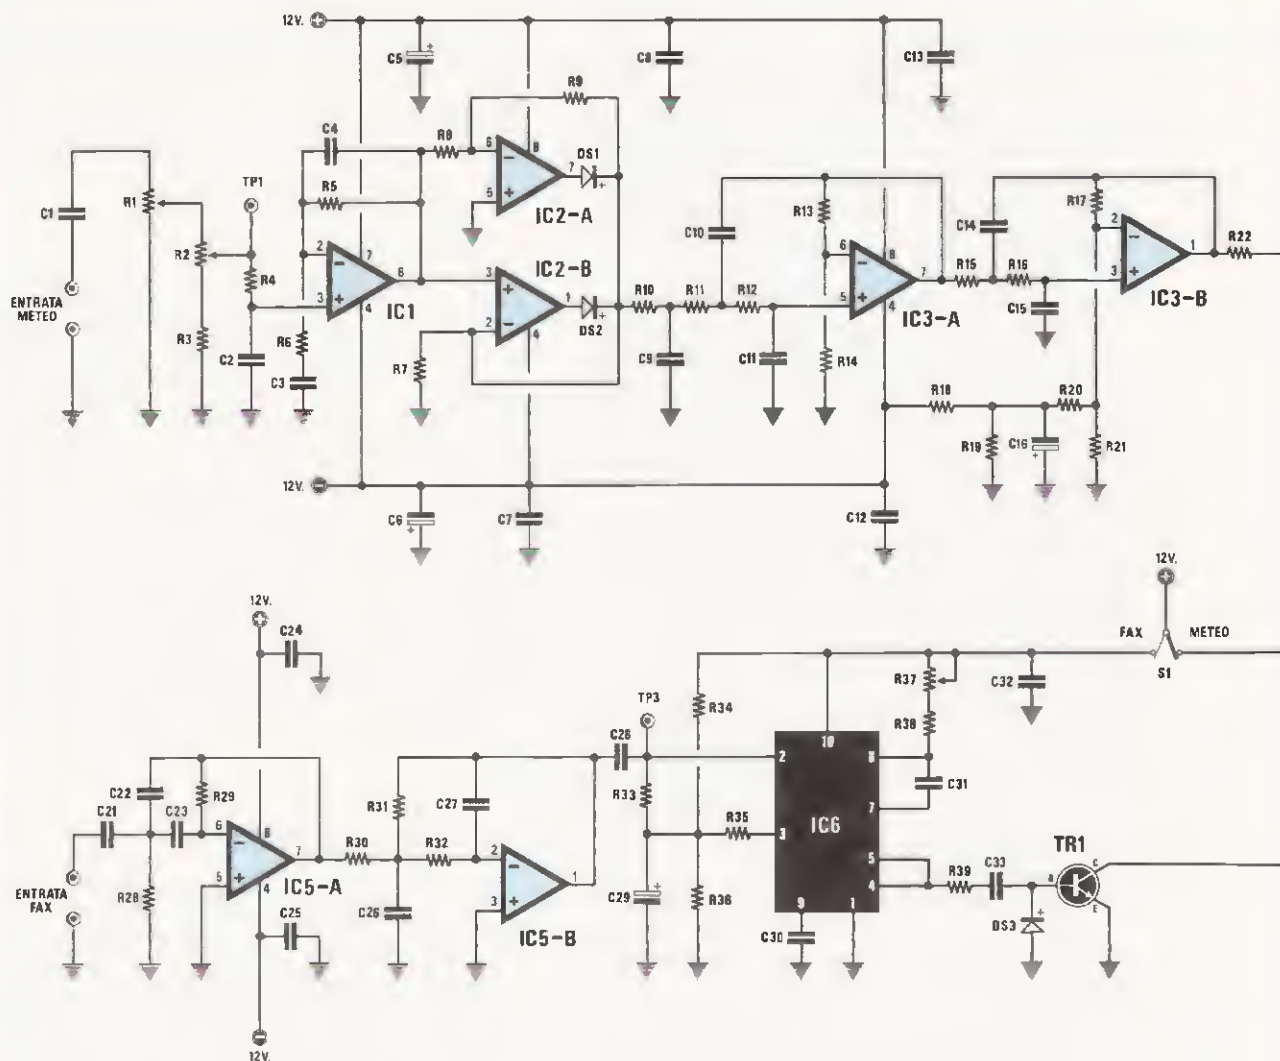 12V.
C5
C8
C13
R9
C4
R8
6
8
DS1
7
5
IC2-A
TP1
R5
R1
C1
R2
R4
2
7
6
3
4
IC1
IC2-B
3
1
2
4
DS2
ENTRATA
METEO
R3
C2
R6
C3
R7
R10
R11
R12
C10
C9
C11
R13
6
8
7
5
4
IC3-A
R14
C14
R15
R16
C15
R17
2
1
3
IC3-B
R22
R18
R19
C16
R20
R21
12V.
C6
C7
C12
12V.
C24
12V.
FAX
METEO
S1
C22
R29
C21
C23
6
8
7
5
4
IC5-A
ENTRATA
FAX
R28
C25
12V.
R31
C27
R30
R32
C26
2
1
3
IC5-B
TP3
C28
R33
C29
R34
R35
R36
10
2
3
8
7
5
4
9
1
IC6
C30
R37
R38
C31
C32
R39
C33
DS3
TR1
B
C
E